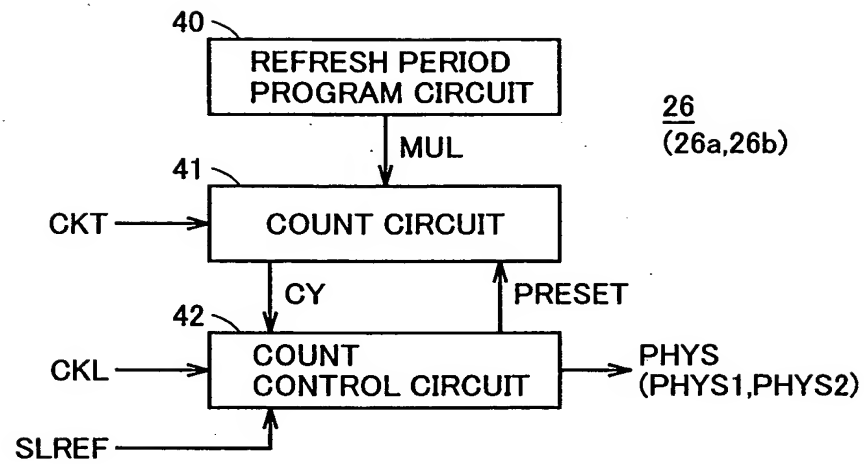 40
REFRESH PERIOD
PROGRAM CIRCUIT
26
(26a,26b)
MUL
41
CKT
COUNT CIRCUIT
CY
PRESET
42
CKL
COUNT
CONTROL CIRCUIT
PHYS
(PHYS1,PHYS2)
SLREF